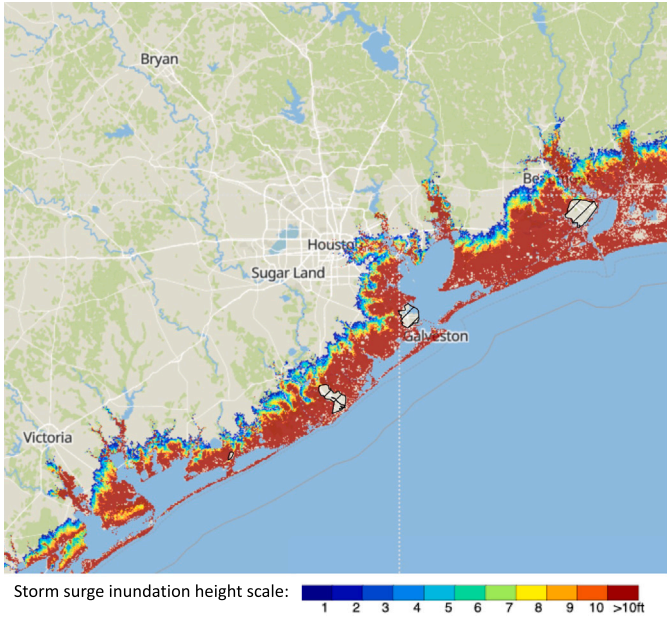 Bryan
Housto
Sugar Land
Galveston
Victoria
Storm surge inundation height scale:
1 2 3 4 5 6 7 8 9 10 >10ft